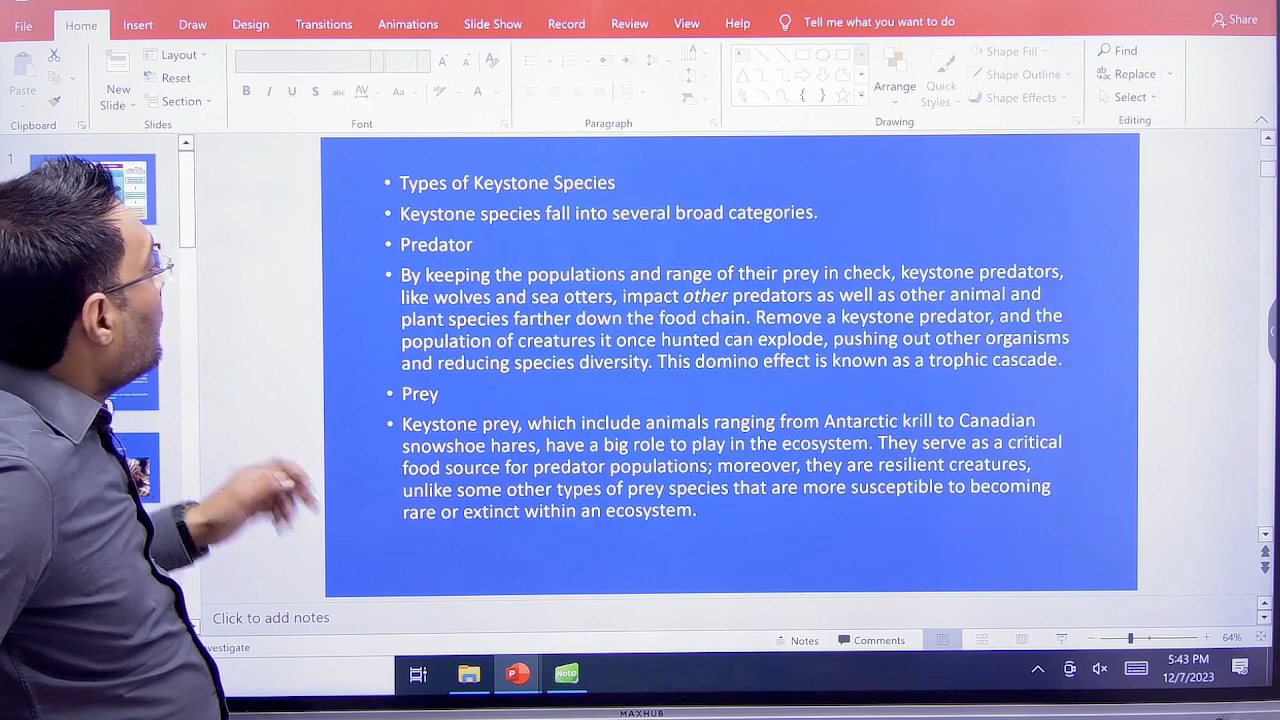 File Home Insert Draw Design Transitions Animations Slide Show Record Review View Help Tell me what you want to do Share
Paste New Slide Layout Reset Section
B I U S abc AV Aa A
Arrange Quick Styles Shape Fill Shape Outline Shape Effects
Find Replace Select
Clipboard Slides Font Paragraph Drawing Editing
1
• Types of Keystone Species
• Keystone species fall into several broad categories.
• Predator
• By keeping the populations and range of their prey in check, keystone predators,
like wolves and sea otters, impact other predators as well as other animal and
plant species farther down the food chain. Remove a keystone predator, and the
population of creatures it once hunted can explode, pushing out other organisms
and reducing species diversity. This domino effect is known as a trophic cascade.
• Prey
• Keystone prey, which include animals ranging from Antarctic krill to Canadian
snowshoe hares, have a big role to play in the ecosystem. They serve as a critical
food source for predator populations; moreover, they are resilient creatures,
unlike some other types of prey species that are more susceptible to becoming
rare or extinct within an ecosystem.
Click to add notes
vestigate Notes Comments 64%
Note
5:43 PM
12/7/2023
MAXHUB